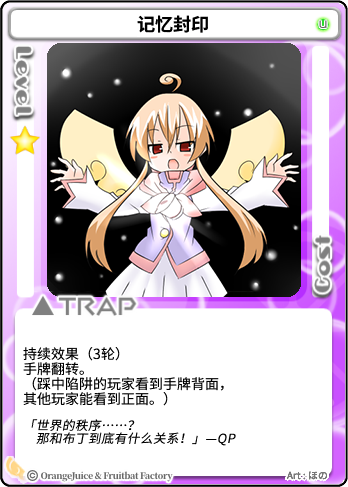 记忆封印
U
Level
Cost
TRAP
持续效果（3轮）
手牌翻转。
（踩中陷阱的玩家看到手牌背面，
其他玩家能看到正面。）
「世界的秩序……？
那和布丁到底有什么关系！」—QP
© OrangeJuice & Fruitbat Factory
Art : ほの